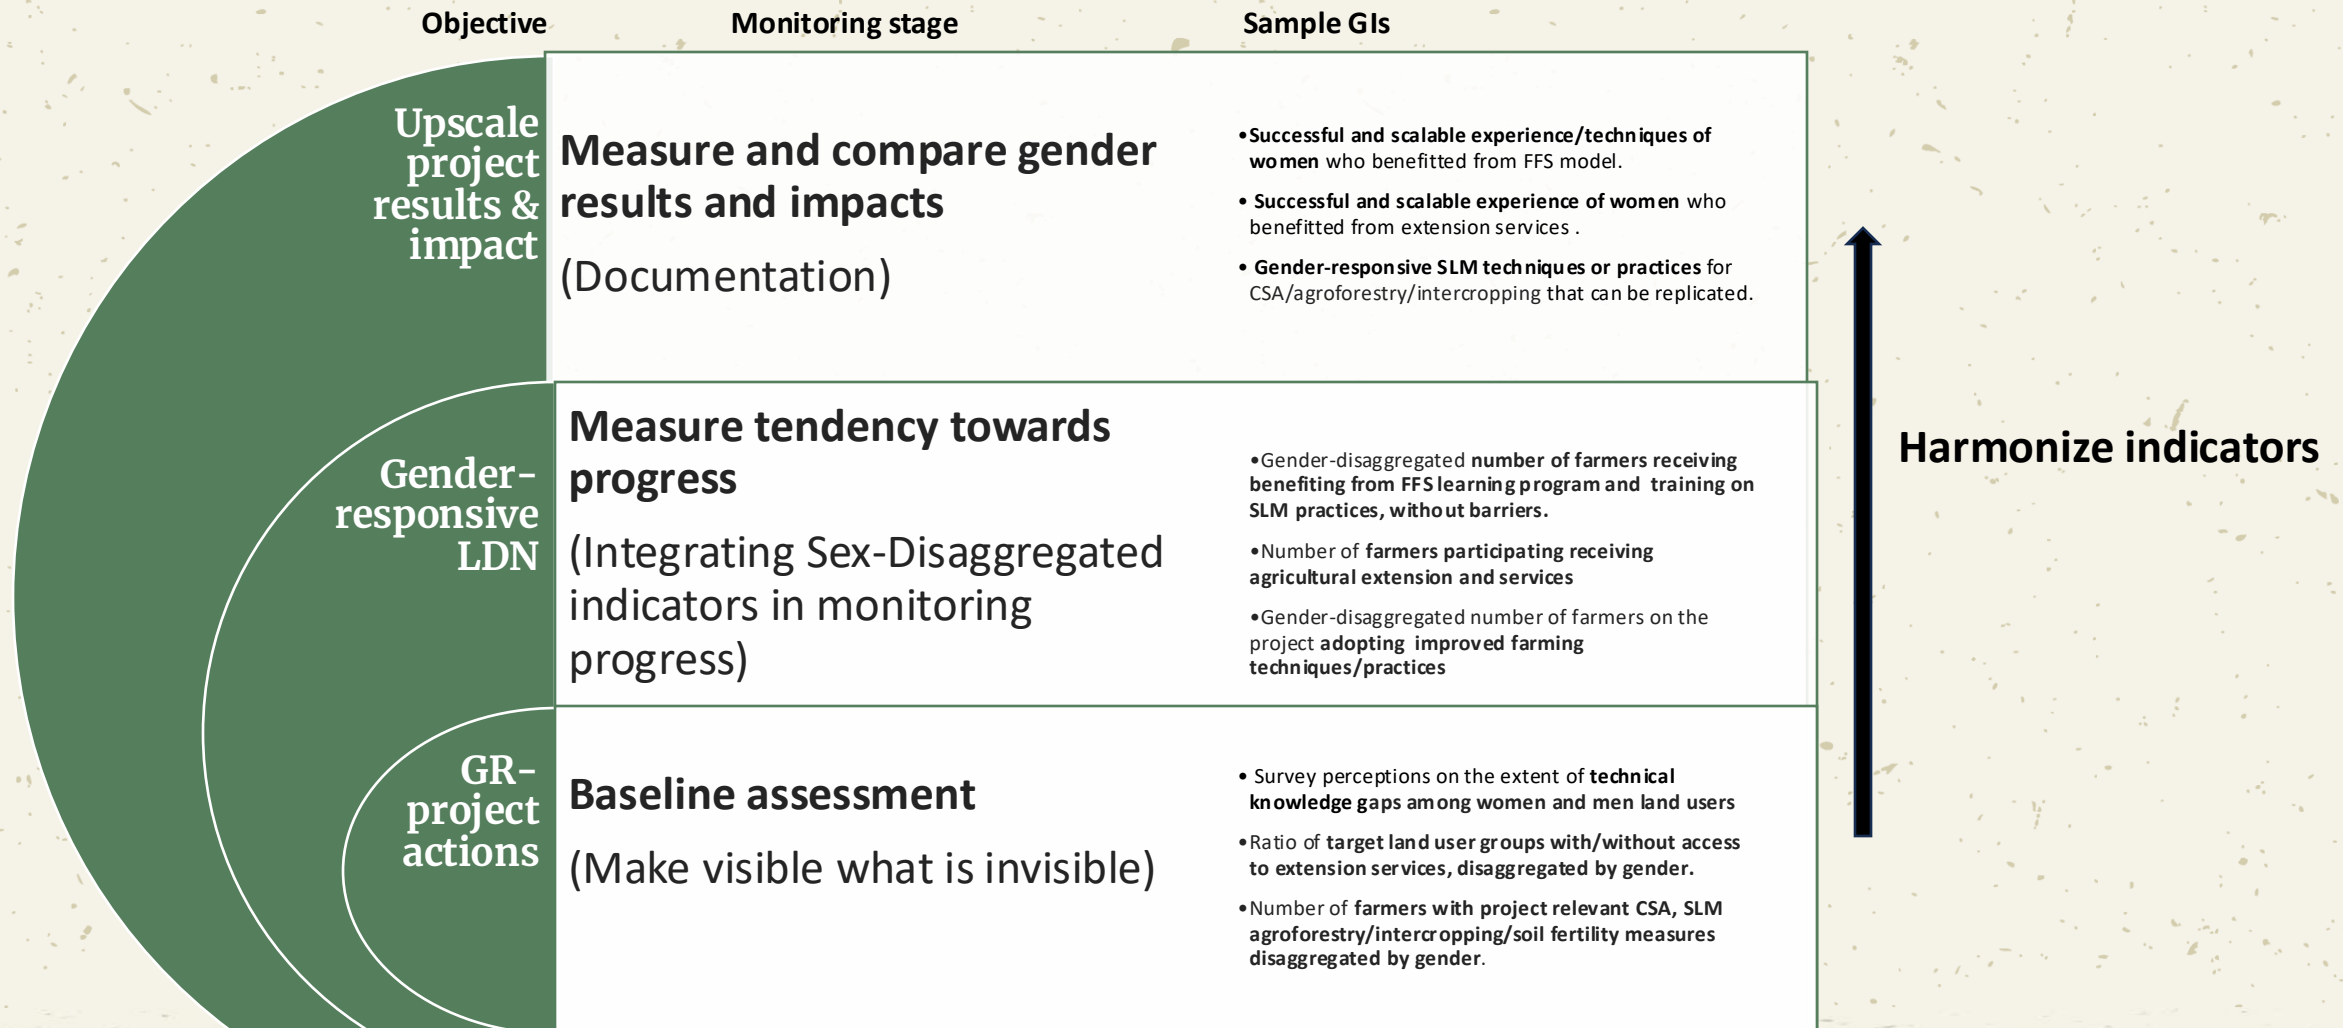 Objective Monitoring stage Sample GIs
Upscale
project
results &
impact
Measure and compare gender
results and impacts
(Documentation)
•Successful and scalable experience/techniques of
women who benefitted from FFS model.
• Successful and scalable experience of women who
benefitted from extension services .
• Gender-responsive SLM techniques or practices for
CSA/agroforestry/intercropping that can be replicated.
Gender-
responsive
LDN
Measure tendency towards
progress
(Integrating Sex-Disaggregated
indicators in monitoring
progress)
•Gender-disaggregated number of farmers receiving
benefiting from FFS learning program and training on
SLM practices, without barriers.
•Number of farmers participating receiving
agricultural extension and services
•Gender-disaggregated number of farmers on the
project adopting improved farming
techniques/practices
GR-
project
actions
Baseline assessment
(Make visible what is invisible)
• Survey perceptions on the extent of technical
knowledge gaps among women and men land users
•Ratio of target land user groups with/without access
to extension services, disaggregated by gender.
•Number of farmers with project relevant CSA, SLM
agroforestry/intercropping/soil fertility measures
disaggregated by gender.
Harmonize indicators